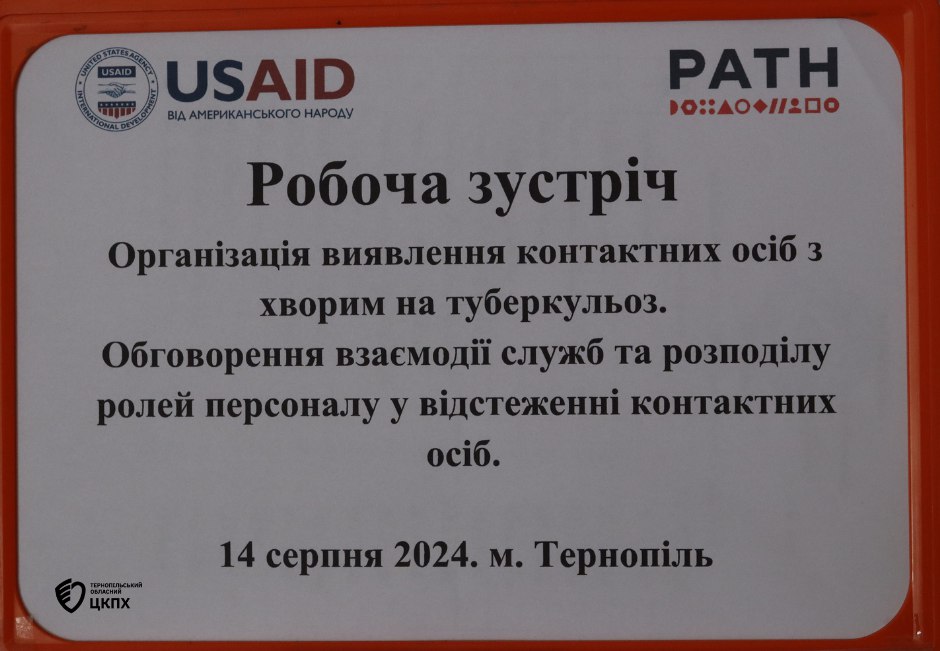 UNITED STATES AGENCY
USAID
INTERNATIONAL DEVELOPMENT
USAID
ВІД АМЕРИКАНСЬКОГО НАРОДУ
PATH
Робоча зустріч
Організація виявлення контактних осіб з
хворим на туберкульоз.
Обговорення взаємодії служб та розподілу
ролей персоналу у відстеженні контактних
осіб.
14 серпня 2024. м. Тернопіль
ТЕРНОПІЛЬСЬКИЙ
ОБЛАСНИЙ
ЦКПХ